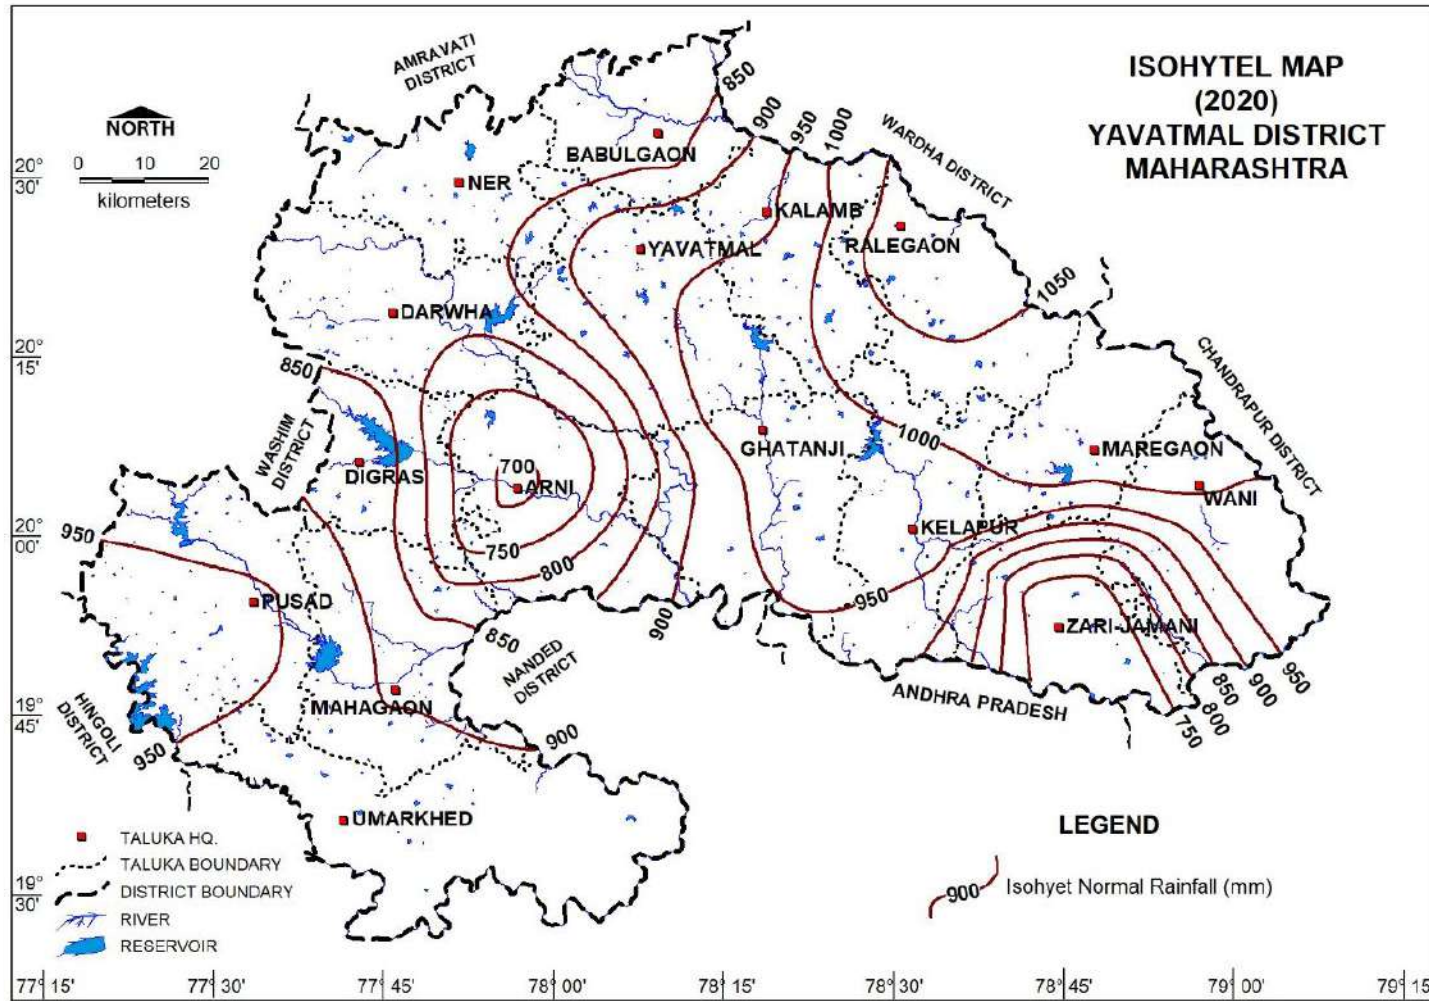 ISOHYTEL MAP
(2020)
YAVATMAL DISTRICT
MAHARASHTRA
AMRAVATI
DISTRICT
NORTH
0 10 20
kilometers
20°
30'
20°
15'
20°
00'
19°
45'
19°
30'
850
900
950
1000
WARDHA DISTRICT
BABULGAON
NER
KALAMB
YAVATMAL
RALEGAON
1050
DARWHA
CHANDRAPUR DISTRICT
850
WASHIM
DISTRICT
DIGRAS
700
ARNI
750
800
GHATANJI
1000
MAREGAON
WANI
KELAPUR
950
PUSAD
850
900
950
ZARI-JAMANI
NANDED
DISTRICT
ANDHRA PRADESH
750
800
850
900
950
MAHAGAON
HINGOLI
DISTRICT
950
900
UMARKHED
TALUKA HQ.
TALUKA BOUNDARY
DISTRICT BOUNDARY
RIVER
RESERVOIR
LEGEND
900
Isohyet Normal Rainfall (mm)
77° 15'
77° 30'
77° 45'
78° 00'
78° 15'
78° 30'
78° 45'
79° 00'
79° 15'